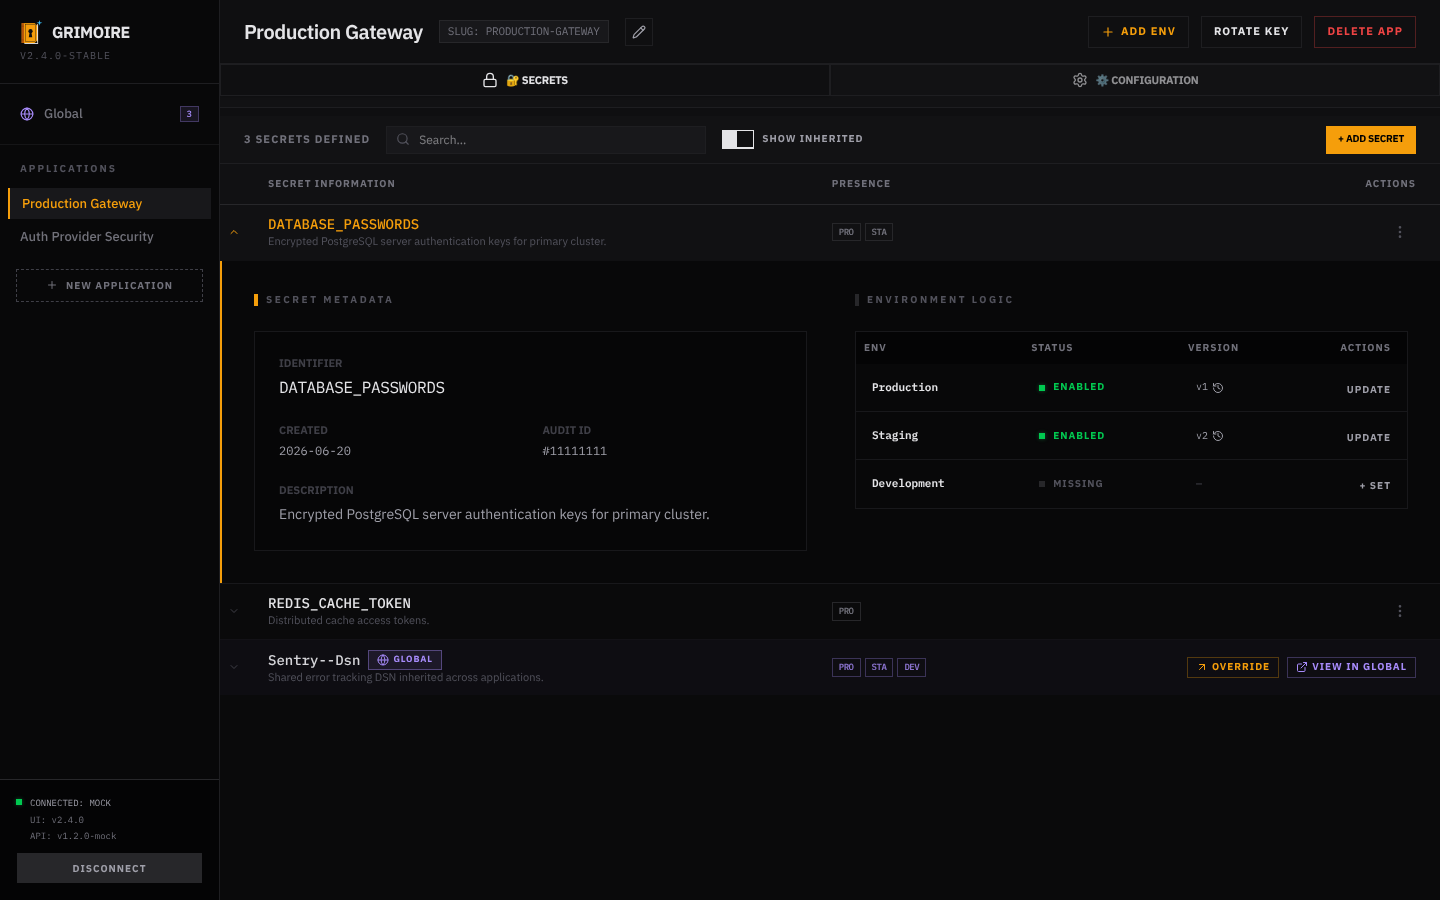 GRIMOIRE
V2.4.0-STABLE
Global 3
APPLICATIONS
Production Gateway
Auth Provider Security
+ NEW APPLICATION
CONNECTED: MOCK
UI: v2.4.0
API: v1.2.0-mock
DISCONNECT
Production Gateway SLUG: PRODUCTION-GATEWAY + ADD ENV ROTATE KEY DELETE APP
SECRETS CONFIGURATION
3 SECRETS DEFINED Search... SHOW INHERITED + ADD SECRET
SECRET INFORMATION PRESENCE ACTIONS
DATABASE_PASSWORDS PRO STA
Encrypted PostgreSQL server authentication keys for primary cluster.
SECRET METADATA
IDENTIFIER
DATABASE_PASSWORDS
CREATED AUDIT ID
2026-06-20 #11111111
DESCRIPTION
Encrypted PostgreSQL server authentication keys for primary cluster.
ENVIRONMENT LOGIC
ENV STATUS VERSION ACTIONS
Production ENABLED v1 UPDATE
Staging ENABLED v2 UPDATE
Development MISSING — + SET
REDIS_CACHE_TOKEN PRO
Distributed cache access tokens.
Sentry--Dsn GLOBAL PRO STA DEV OVERRIDE VIEW IN GLOBAL
Shared error tracking DSN inherited across applications.